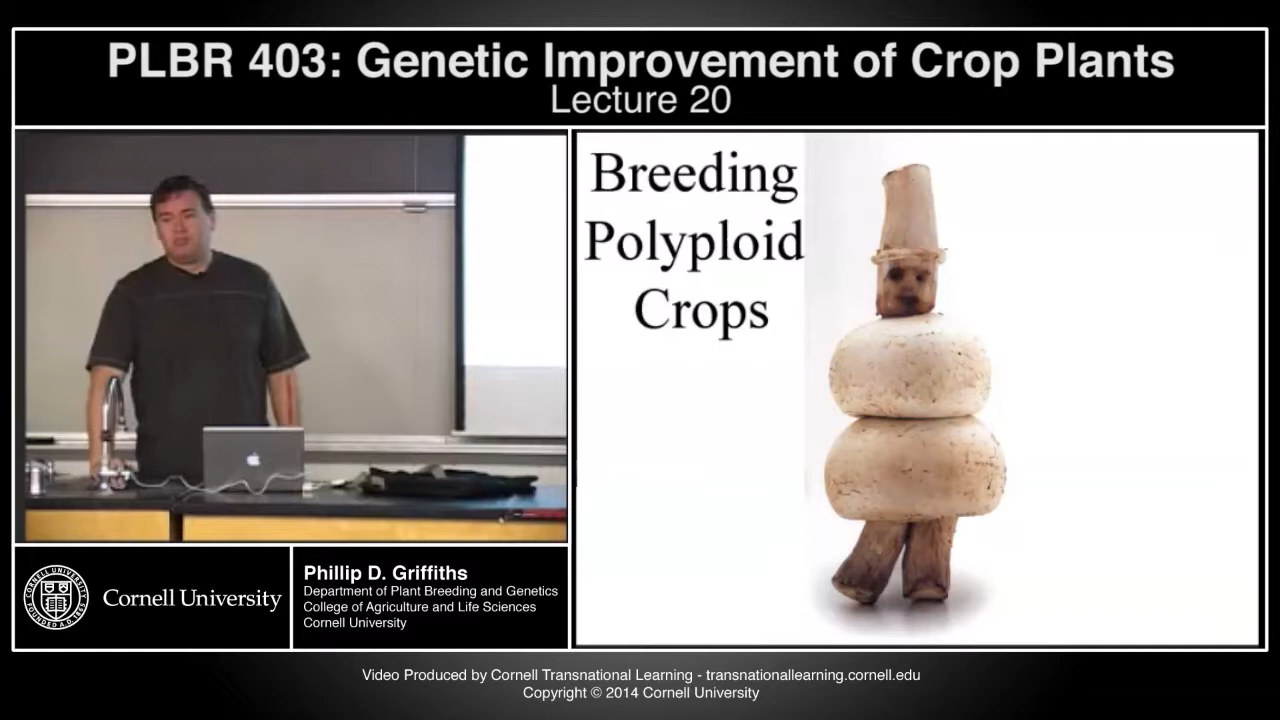 PLBR 403: Genetic Improvement of Crop Plants
Lecture 20
Breeding
Polyploid
Crops
Cornell University
Phillip D. Griffiths
Department of Plant Breeding and Genetics
College of Agriculture and Life Sciences
Cornell University
Video Produced by Cornell Transnational Learning - transnationallearning.cornell.edu
Copyright © 2014 Cornell University